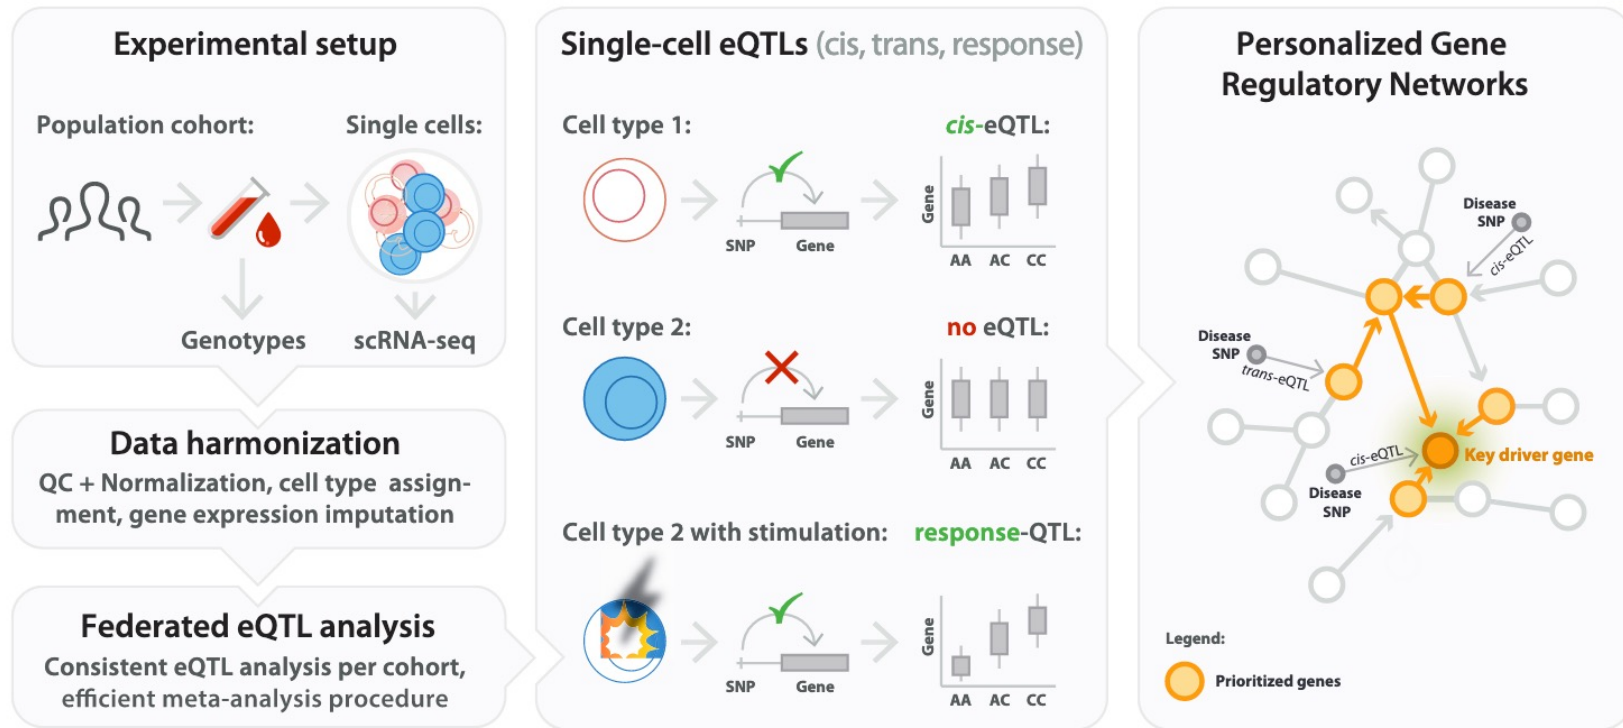 Experimental setup
Population cohort:
Single cells:
Genotypes
scRNA-seq
Data harmonization
QC + Normalization, cell type assign-
ment, gene expression imputation
Federated eQTL analysis
Consistent eQTL analysis per cohort,
efficient meta-analysis procedure
Single-cell eQTLs (cis, trans, response)
Cell type 1:
cis-eQTL:
SNP
Gene
Gene
AA AC CC
Cell type 2:
no eQTL:
SNP
Gene
Gene
AA AC CC
Cell type 2 with stimulation:
response-QTL:
SNP
Gene
Gene
AA AC CC
Personalized Gene
Regulatory Networks
Disease
SNP
cis-eQTL
Disease
SNP
trans-eQTL
cis-eQTL
Key driver gene
Disease
SNP
Legend:
Prioritized genes